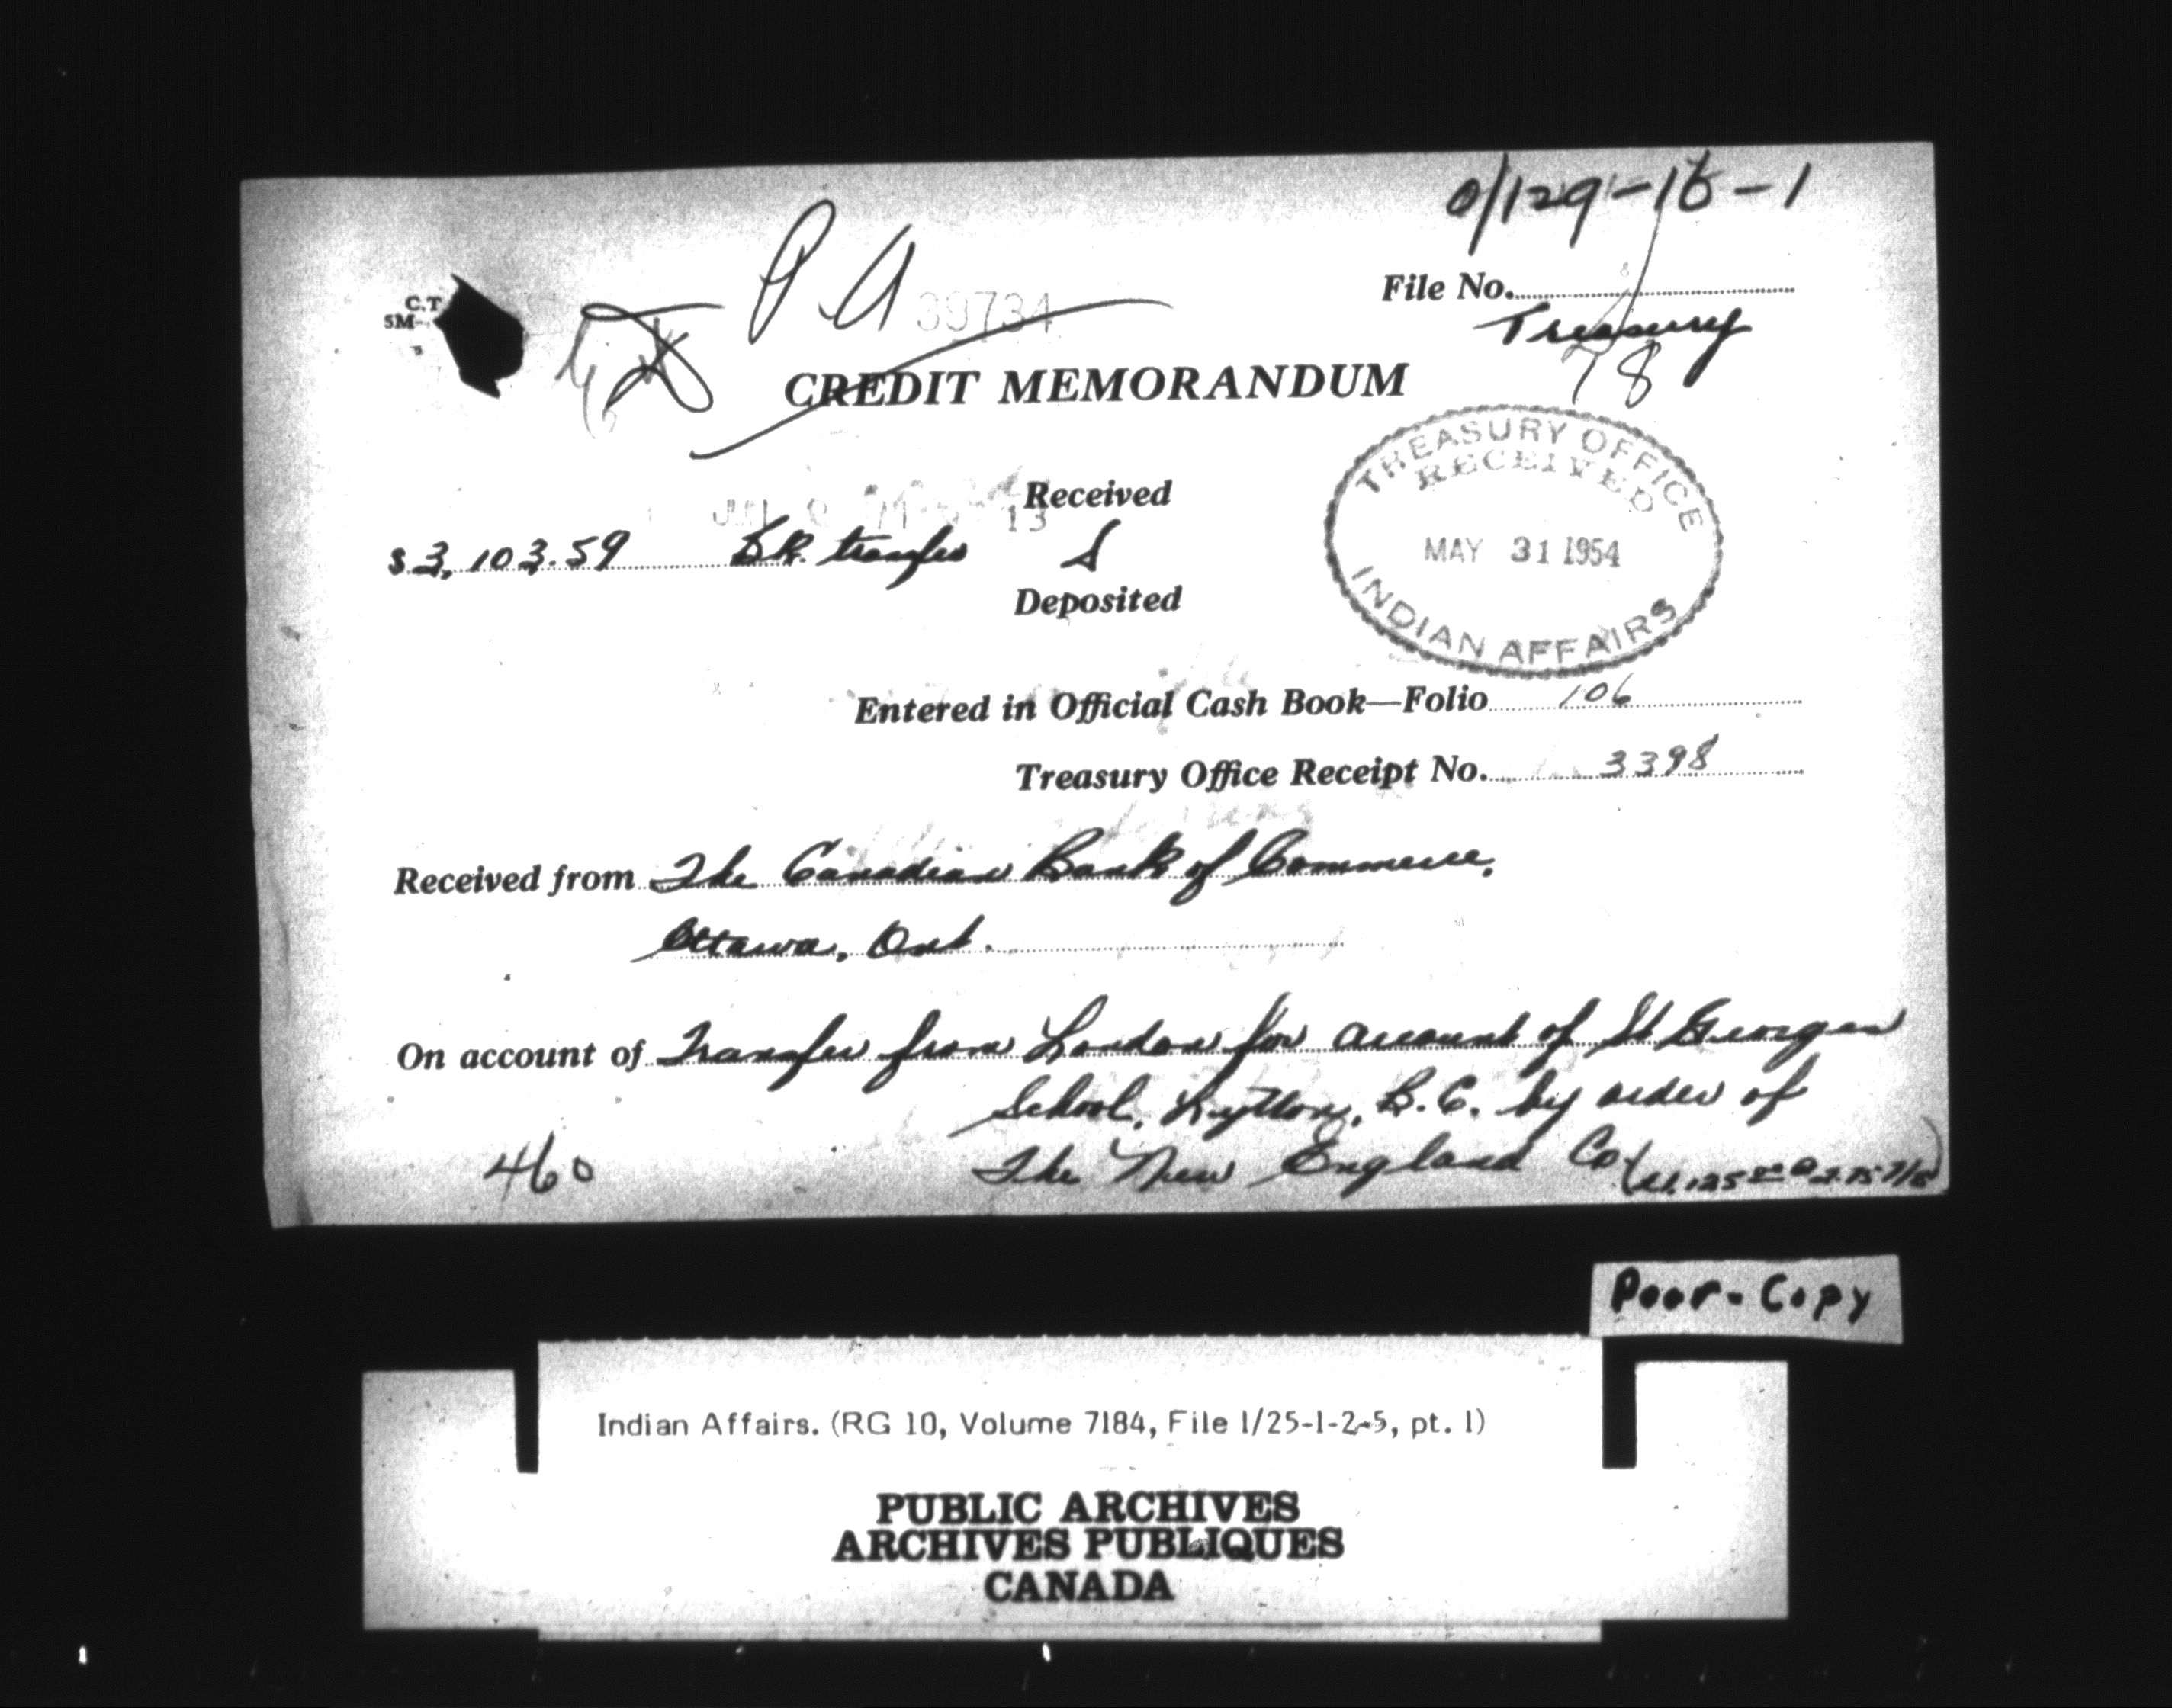 0/129-16-1
P.A
39734
C.T
5M-
File No.
Treasury
78
CREDIT MEMORANDUM
TREASURY OFFICE
RECEIVED
MAY 31 1954
INDIAN AFFAIRS
Received
$3,103.59 Bk. transfer
Deposited
Entered in Official Cash Book—Folio 106
Treasury Office Receipt No. 3398
Received from The Canadian Bank of Commerce,
Ottawa, Ont.
On account of Transfer from London for account of St Georges
School, Lytton, B.C. by order of
The New England Co
460
Poor-Copy
Indian Affairs. (RG 10, Volume 7184, File 1/25-1-2-5, pt. 1)
PUBLIC ARCHIVES
ARCHIVES PUBLIQUES
CANADA